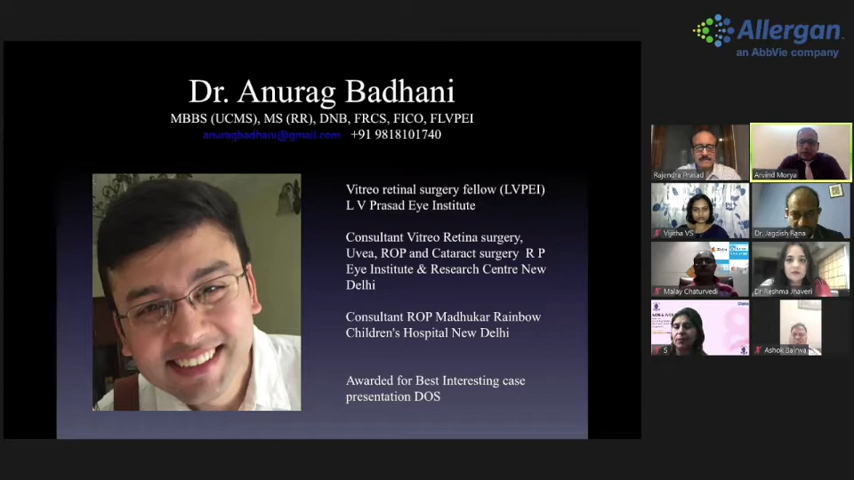 Allergan
an AbbVie company
Dr. Anurag Badhani
MBBS (UCMS), MS (RR), DNB, FRCS, FICO, FLVPEI
anuragbadhani@gmail.com +91 9818101740
Vitreo retinal surgery fellow (LVPEI)
L V Prasad Eye Institute
Consultant Vitreo Retina surgery,
Uvea, ROP and Cataract surgery R P
Eye Institute & Research Centre New
Delhi
Consultant ROP Madhukar Rainbow
Children's Hospital New Delhi
Awarded for Best Interesting case
presentation DOS
Rajendra Prasad
Arvind Morya
Vijitha VS
Dr. Jagdish Rana
Malay Chaturvedi
Dr Reshma Jhaveri
S
Ashok Bairwa